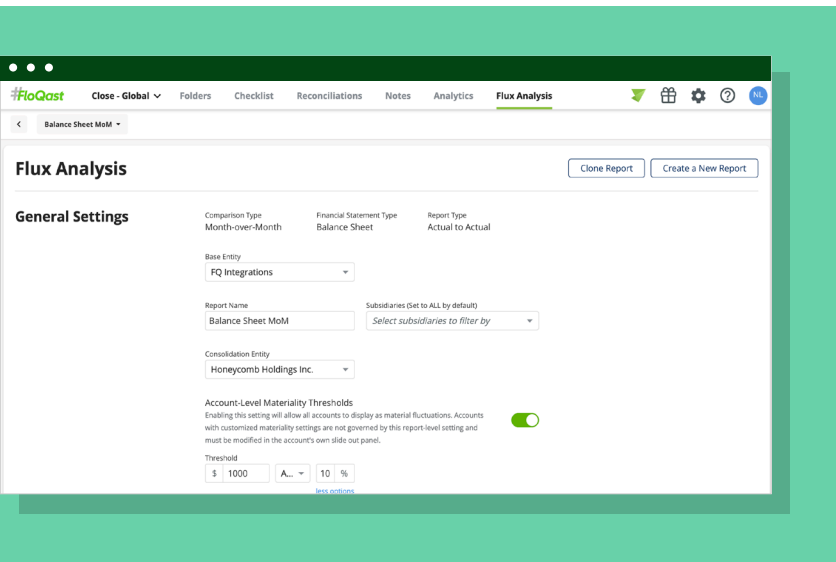 FloQast Close - Global Folders Checklist Reconciliations Notes Analytics Flux Analysis NL
Balance Sheet MoM
Flux Analysis Clone Report Create a New Report
General Settings
Comparison Type Financial Statement Type Report Type
Month-over-Month Balance Sheet Actual to Actual
Base Entity
FQ Integrations
Report Name Subsidiaries (Set to ALL by default)
Balance Sheet MoM Select subsidiaries to filter by
Consolidation Entity
Honeycomb Holdings Inc.
Account-Level Materiality Thresholds
Enabling this setting will allow all accounts to display as material fluctuations. Accounts
with customized materiality settings are not governed by this report-level setting and
must be modified in the account's own slide out
panel.
Threshold
$ 1000 A... 10 %
less options